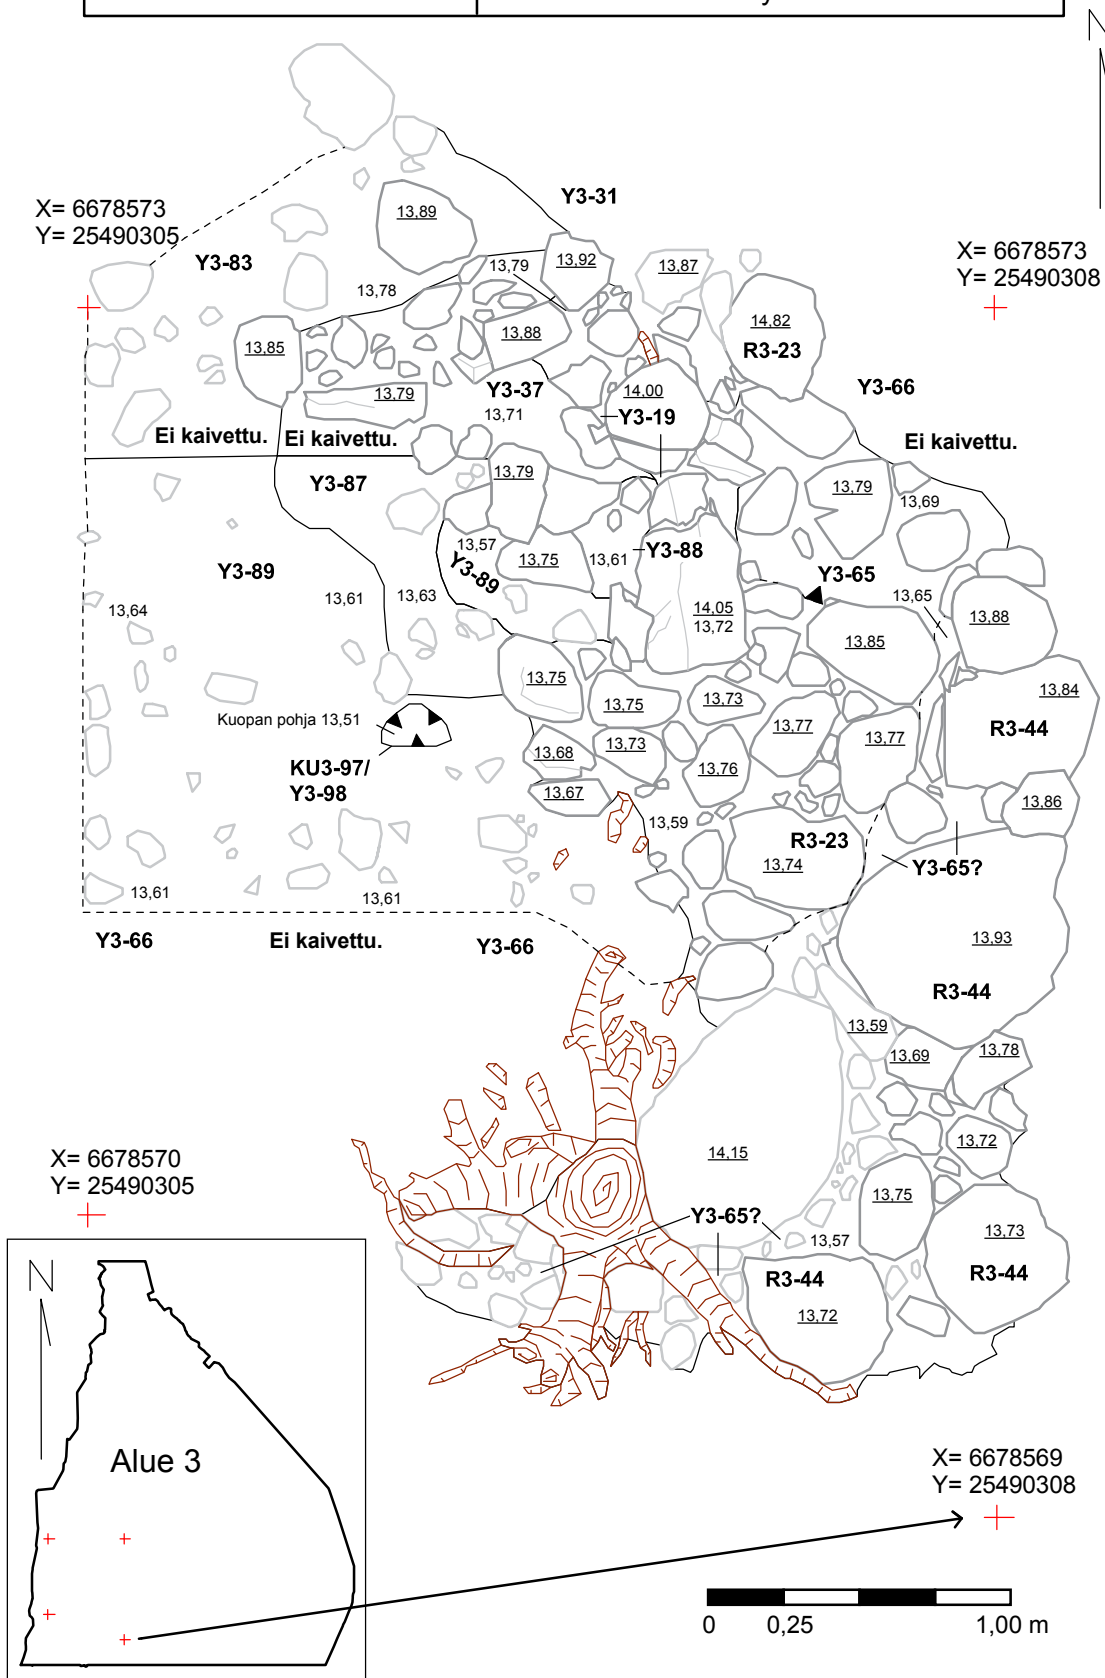 N
Y3-31
13,89
X= 6678573
Y= 25490305
Y3-83
X= 6678573
Y= 25490308
13,79
13,92
13,87
13,78
14,82
R3-23
13,85
13,88
13,79
Y3-37
14,00
Y3-66
13,71
Y3-19
Ei kaivettu.
Ei kaivettu.
Ei kaivettu.
13,79
Y3-87
13,79
13,69
13,57
Y3-89
13,75
13,61
Y3-88
Y3-89
Y3-65
13,64
13,61
13,63
14,05
13,72
13,65
13,88
13,85
13,75
13,75
13,73
13,84
Kuopan pohja 13,51
13,77
13,77
R3-44
13,68
13,73
13,76
KU3-97/
Y3-98
13,67
13,86
13,59
R3-23
13,74
Y3-65?
13,61
13,61
Y3-66
Ei kaivettu.
Y3-66
13,93
R3-44
13,59
13,69
13,78
13,72
14,15
X= 6678570
Y= 25490305
13,75
Y3-65?
13,57
13,73
R3-44
R3-44
13,72
N
Alue 3
X= 6678569
Y= 25490308
0
0,25
1,00 m